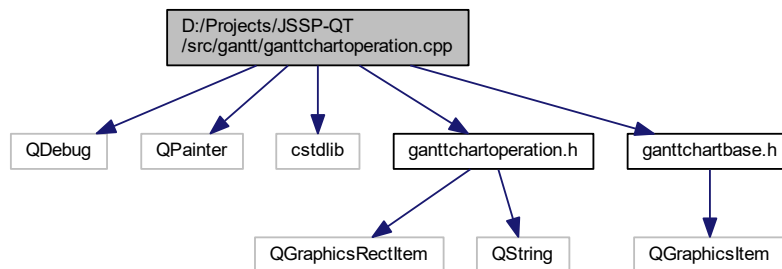 D:/Projects/JSSP-QT
/src/gantt/ganttchartoperation.cpp
QDebug
QPainter
cstdlib
ganttchartoperation.h
ganttchartbase.h
QGraphicsRectItem
QString
QGraphicsItem